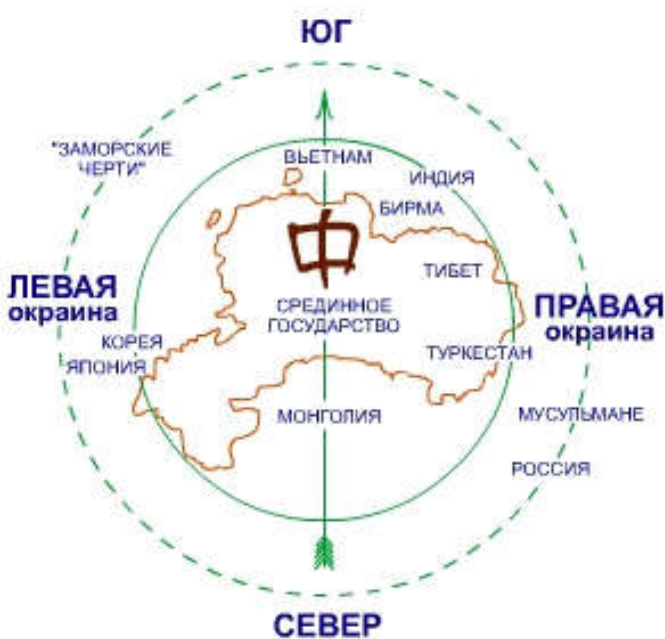 ЮГ
"ЗАМОРСКИЕ
ЧЕРТИ"
ВЬЕТНАМ
ИНДИЯ
БИРМА
中
ТИБЕТ
ЛЕВАЯ
окраина
СРЕДИННОЕ
ГОСУДАРСТВО
ПРАВАЯ
окраина
КОРЕЯ
ЯПОНИЯ
ТУРКЕСТАН
МОНГОЛИЯ
МУСУЛЬМАНЕ
РОССИЯ
СЕВЕР